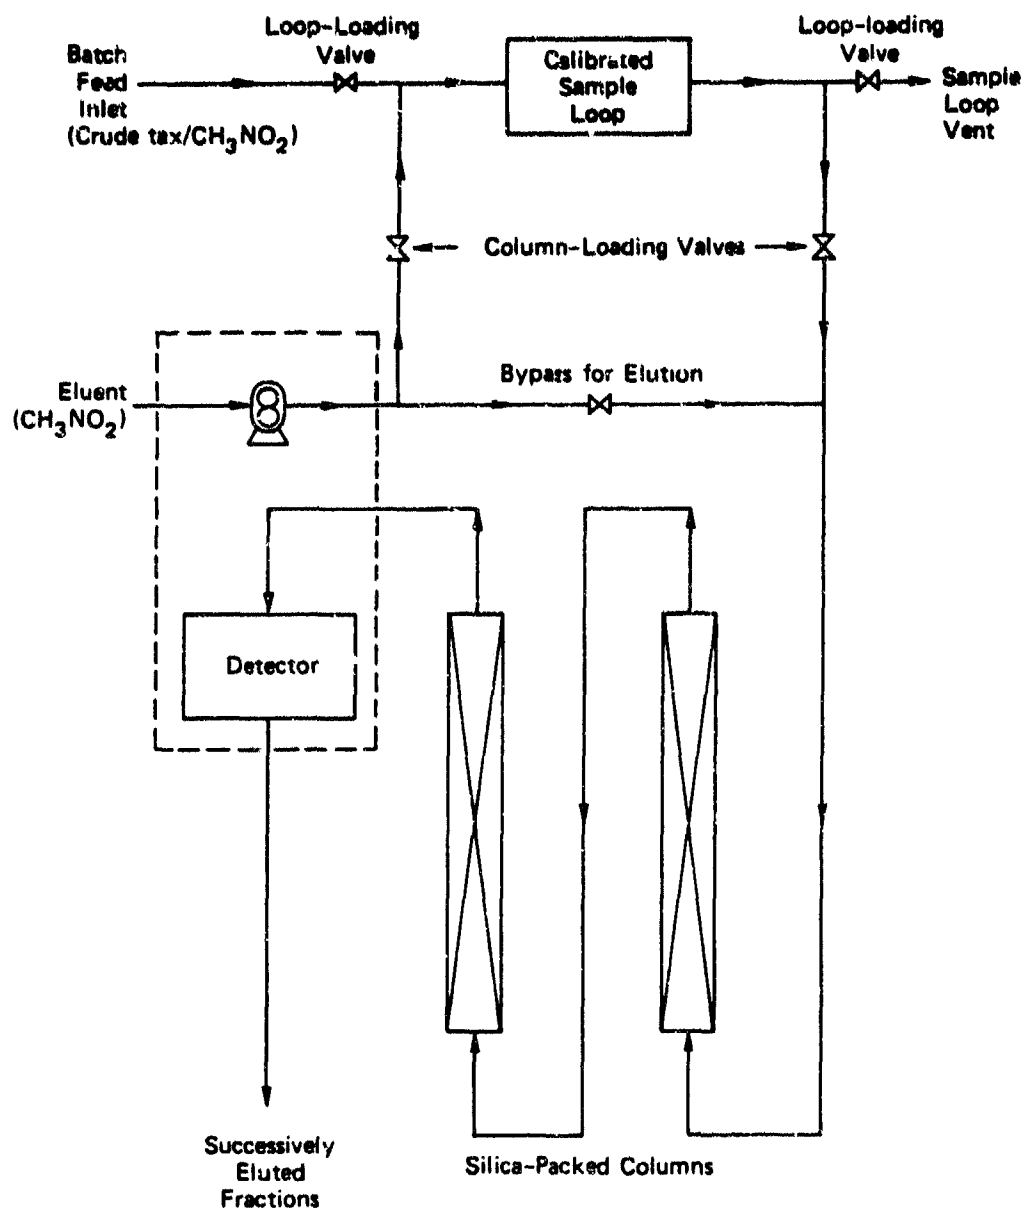 Loop-Loading
Valve
Loop-loading
Valve
Batch
Feed
Inlet
(Crude tax/CH3NO2)
Calibrated
Sample
Loop
Sample
Loop
Vent
Column-Loading Valves
Eluent
(CH3NO2)
Bypass for Elution
Detector
Successively
Eluted
Fractions
Silica-Packed Columns